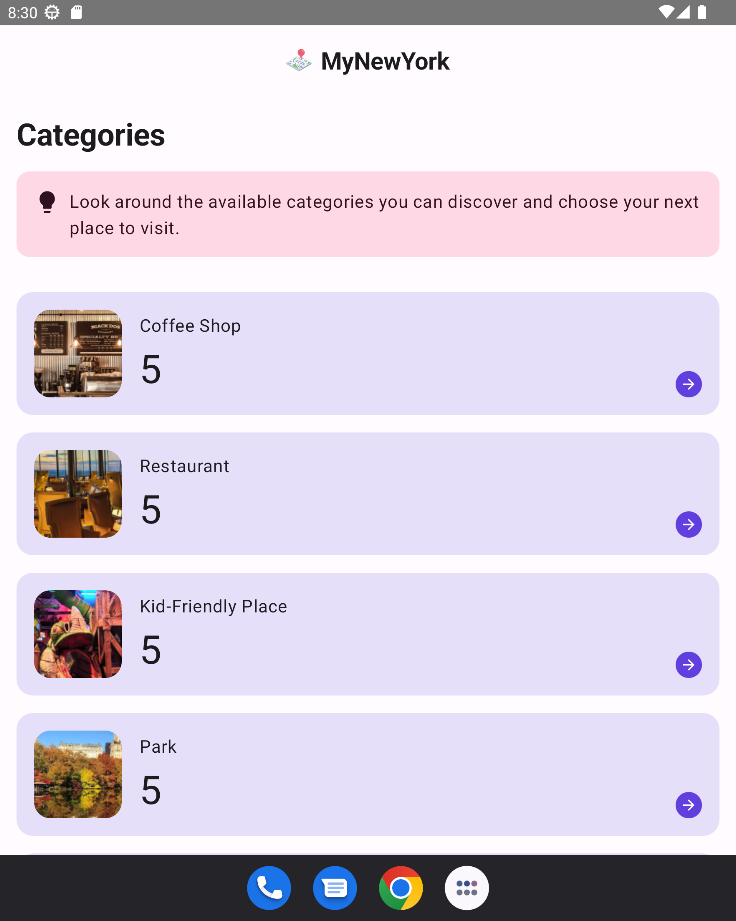 8:30
MyNewYork
Categories
Look around the available categories you can discover and choose your next
place to visit.
Coffee Shop
5
Restaurant
5
Kid-Friendly Place
5
Park
5